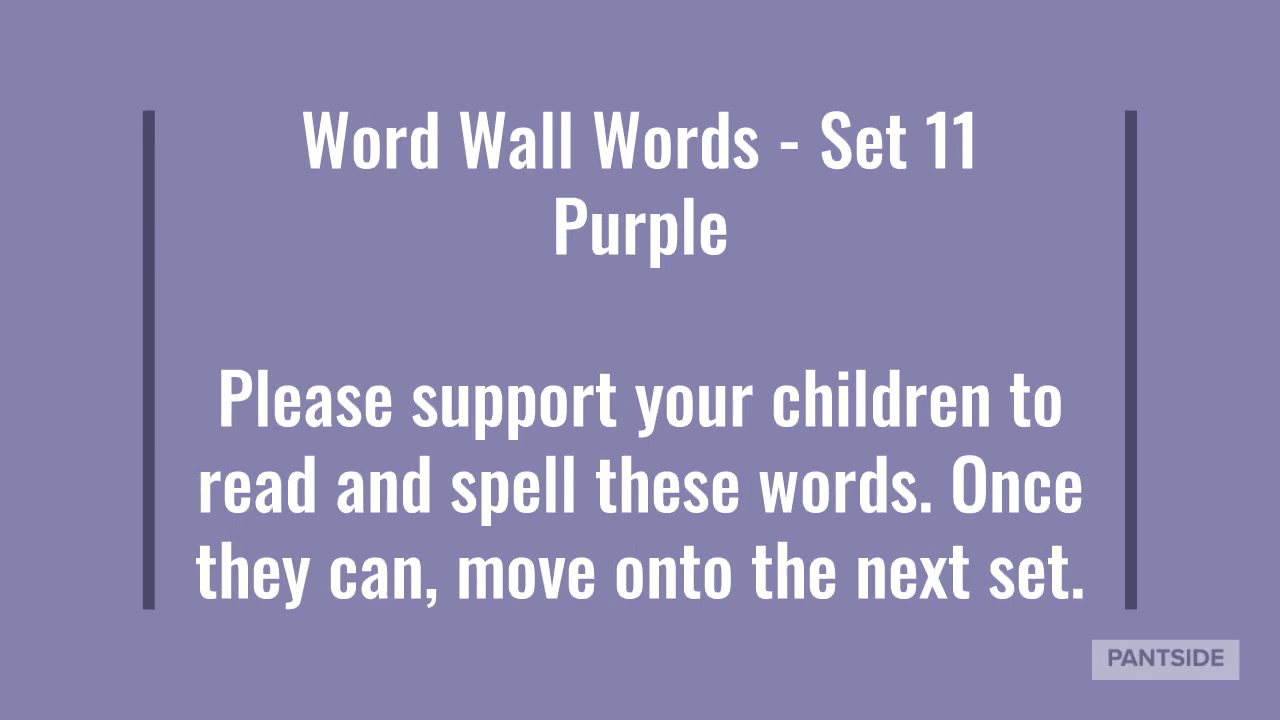 Word Wall Words - Set 11
Purple
Please support your children to
read and spell these words. Once
they can, move onto the next set.
PANTSIDE